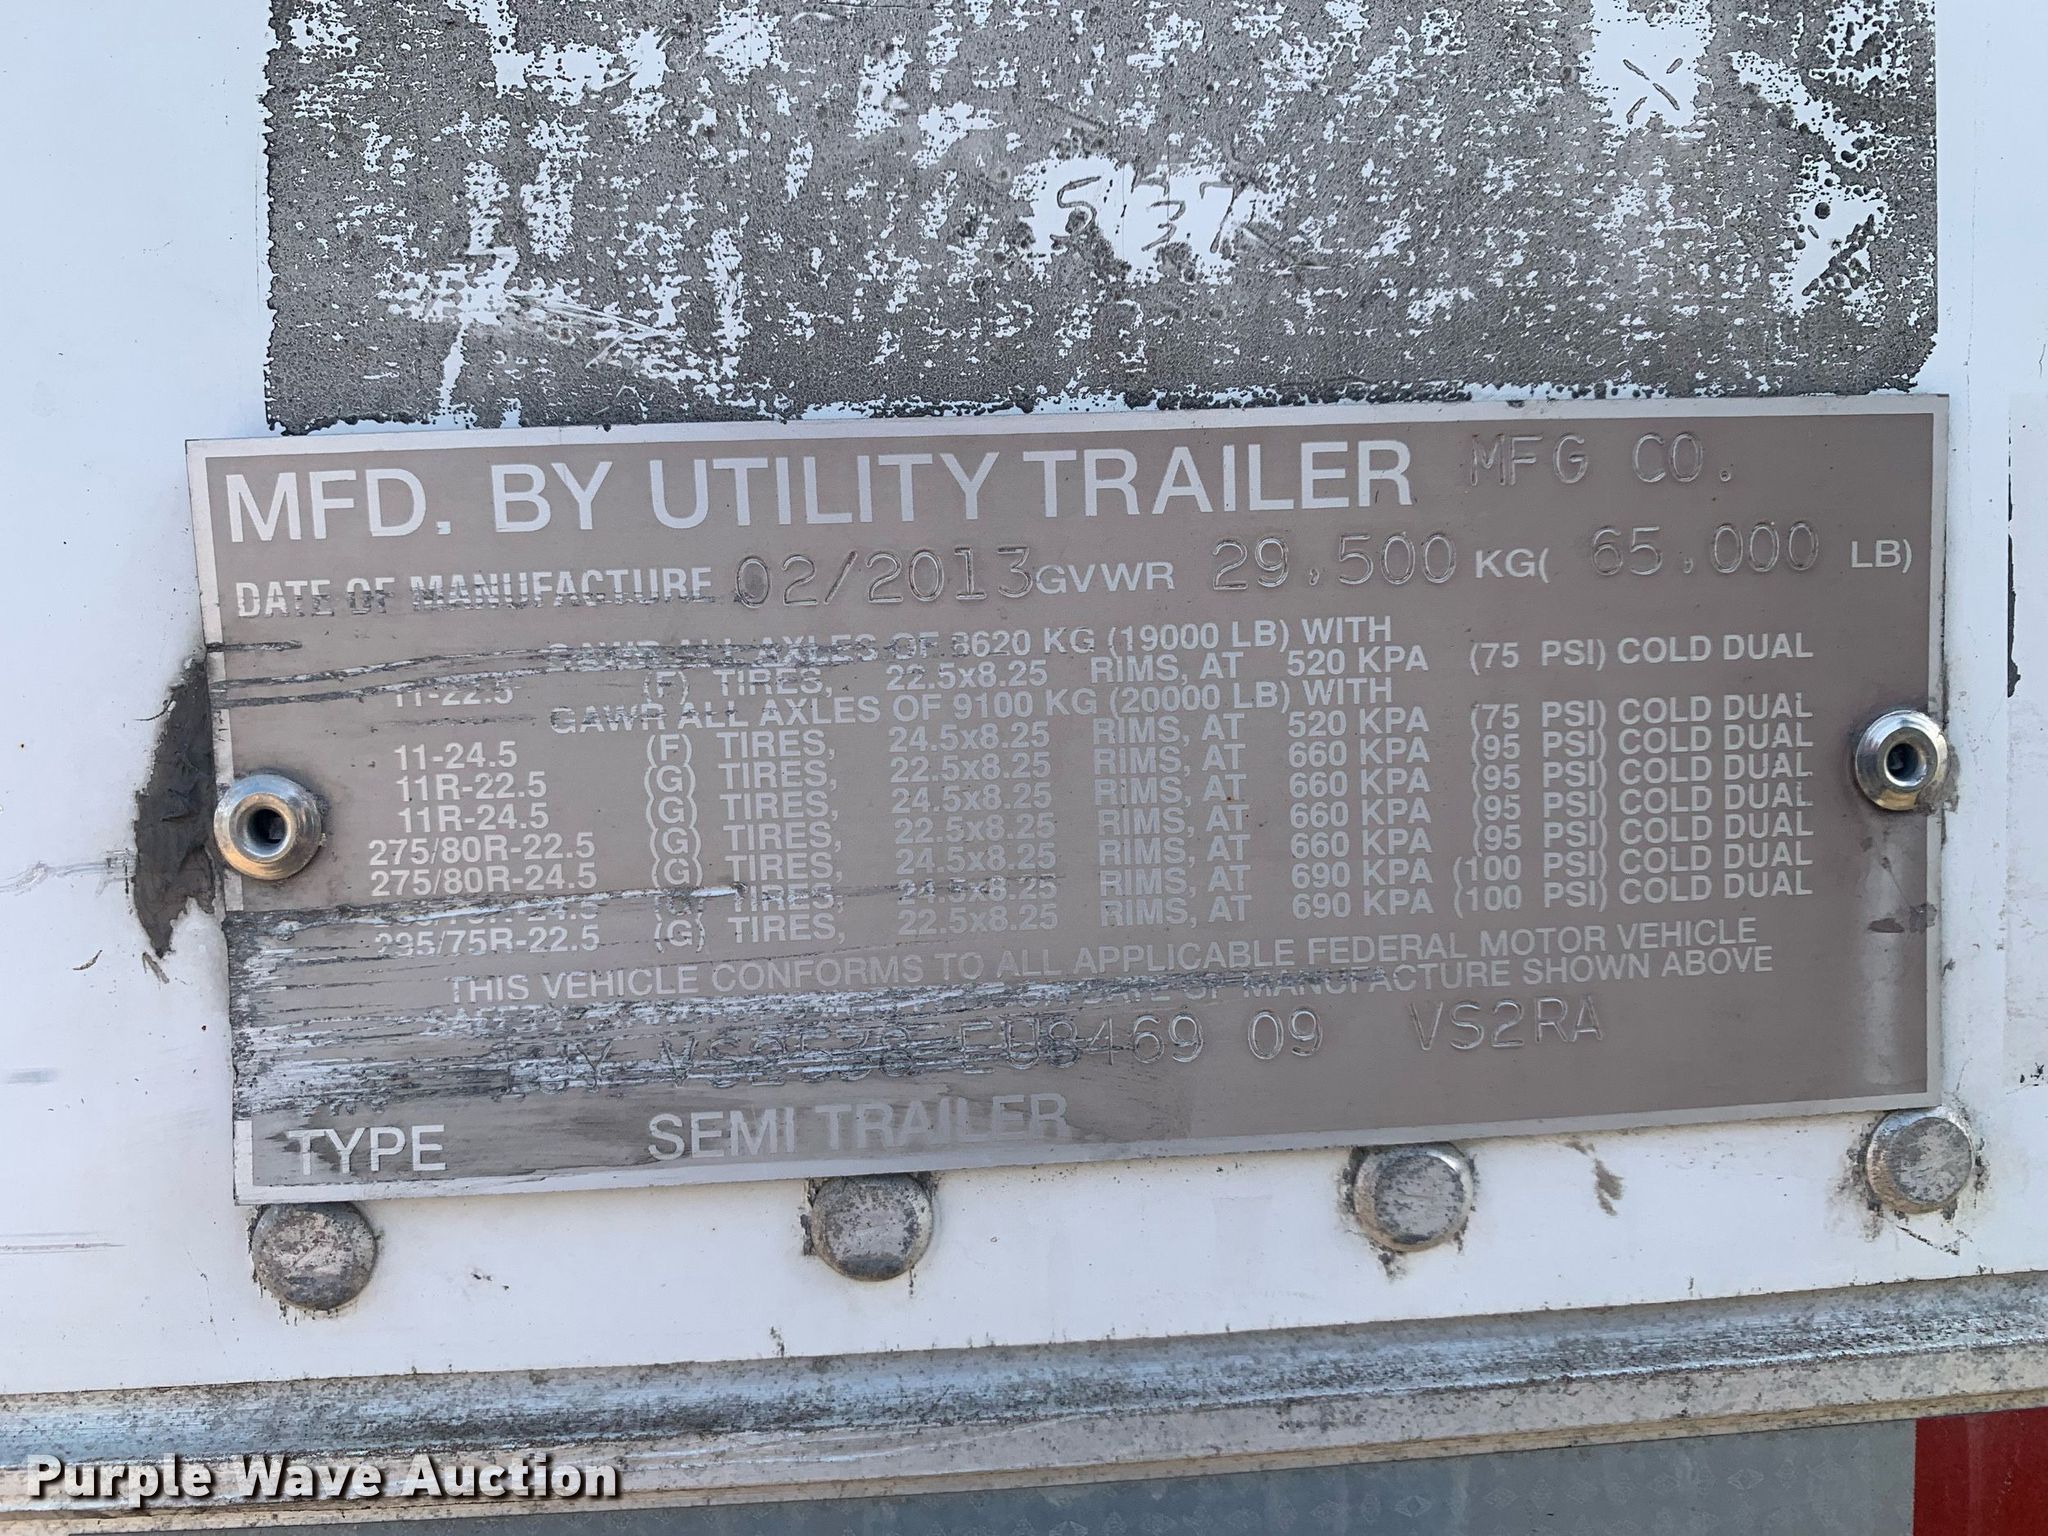 MFD. BY UTILITY TRAILER MFG CO.
DATE OF MANUFACTURE 02/2013 GVWR 29,500 KG( 65,000 LB)
GAWR ALL AXLES OF 8620 KG (19000 LB) WITH
11-22.5 (F) TIRES, 22.5x8.25 RIMS, AT 520 KPA (75 PSI) COLD DUAL
GAWR ALL AXLES OF 9100 KG (20000 LB) WITH
11-24.5 (F) TIRES, 24.5x8.25 RIMS, AT 520 KPA (75 PSI) COLD DUAL
11R-22.5 (G) TIRES, 22.5x8.25 RIMS, AT 660 KPA (95 PSI) COLD DUAL
11R-24.5 (G) TIRES, 24.5x8.25 RIMS, AT 660 KPA (95 PSI) COLD DUAL
275/80R-22.5 (G) TIRES, 22.5x8.25 RIMS, AT 660 KPA (95 PSI) COLD DUAL
275/80R-24.5 (G) TIRES, 24.5x8.25 RIMS, AT 660 KPA (95 PSI) COLD DUAL
TIRES, 24.5x8.25 RIMS, AT 690 KPA (100 PSI) COLD DUAL
295/75R-22.5 (G) TIRES, 22.5x8.25 RIMS, AT 690 KPA (100 PSI) COLD DUAL
THIS VEHICLE CONFORMS TO ALL APPLICABLE FEDERAL MOTOR VEHICLE
SAFETY ON DATE OF MANUFACTURE SHOWN ABOVE
EU8469 09 VS2RA
TYPE SEMI TRAILER
Purple Wave Auction